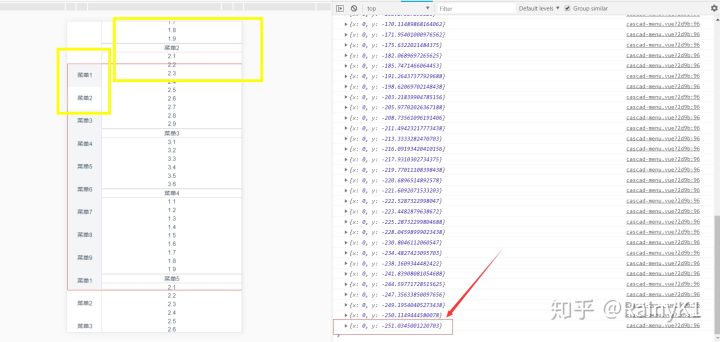 top
Filter
Default levels
Group similar
1.7
1.8
1.9
菜单2
2.1
2.2
2.3
2.4
2.5
2.6
2.7
2.8
2.9
菜单3
3.1
3.2
3.3
3.4
3.5
3.6
菜单4
1.1
1.2
1.3
1.4
1.5
1.6
1.7
1.8
1.9
菜单5
2.1
2.2
2.3
2.4
2.5
2.6
菜单1
菜单2
菜单3
菜单4
菜单5
菜单6
菜单7
菜单8
菜单9
菜单1
菜单2
菜单3
{x: 0, y: -170.11489868164062} cascad-menu.vue?2d9b:96
{x: 0, y: -171.95401000976562} cascad-menu.vue?2d9b:96
{x: 0, y: -175.6322021484375} cascad-menu.vue?2d9b:96
{x: 0, y: -182.0689697265625} cascad-menu.vue?2d9b:96
{x: 0, y: -185.7471466064453} cascad-menu.vue?2d9b:96
{x: 0, y: -191.26437377929688} cascad-menu.vue?2d9b:96
{x: 0, y: -198.62069702148438} cascad-menu.vue?2d9b:96
{x: 0, y: -203.21839904785156} cascad-menu.vue?2d9b:96
{x: 0, y: -205.97702026367188} cascad-menu.vue?2d9b:96
{x: 0, y: -208.73561096191406} cascad-menu.vue?2d9b:96
{x: 0, y: -211.49423217773438} cascad-menu.vue?2d9b:96
{x: 0, y: -213.3333282470703} cascad-menu.vue?2d9b:96
{x: 0, y: -216.09193420410156} cascad-menu.vue?2d9b:96
{x: 0, y: -217.9310302734375} cascad-menu.vue?2d9b:96
{x: 0, y: -219.77011108398438} cascad-menu.vue?2d9b:96
{x: 0, y: -220.6896514892578} cascad-menu.vue?2d9b:96
{x: 0, y: -221.6092071533203} cascad-menu.vue?2d9b:96
{x: 0, y: -222.5287322998047} cascad-menu.vue?2d9b:96
{x: 0, y: -223.4482879638672} cascad-menu.vue?2d9b:96
{x: 0, y: -225.28732299804688} cascad-menu.vue?2d9b:96
{x: 0, y: -228.04598999023438} cascad-menu.vue?2d9b:96
{x: 0, y: -230.8046112060547} cascad-menu.vue?2d9b:96
{x: 0, y: -234.4827423095703} cascad-menu.vue?2d9b:96
{x: 0, y: -238.1609344482422} cascad-menu.vue?2d9b:96
{x: 0, y: -241.83908081054688} cascad-menu.vue?2d9b:96
{x: 0, y: -244.5977172851562} cascad-menu.vue?2d9b:96
{x: 0, y: -247.35633850097656} cascad-menu.vue?2d9b:96
{x: 0, y: -249.19540405273438} cascad-menu.vue?2d9b:96
{x: 0, y: -250.1149444580078} cascad-menu.vue?2d9b:96
{x: 0, y: -251.0345001220703} cascad-menu.vue?2d9b:96
知乎 @RamyK1